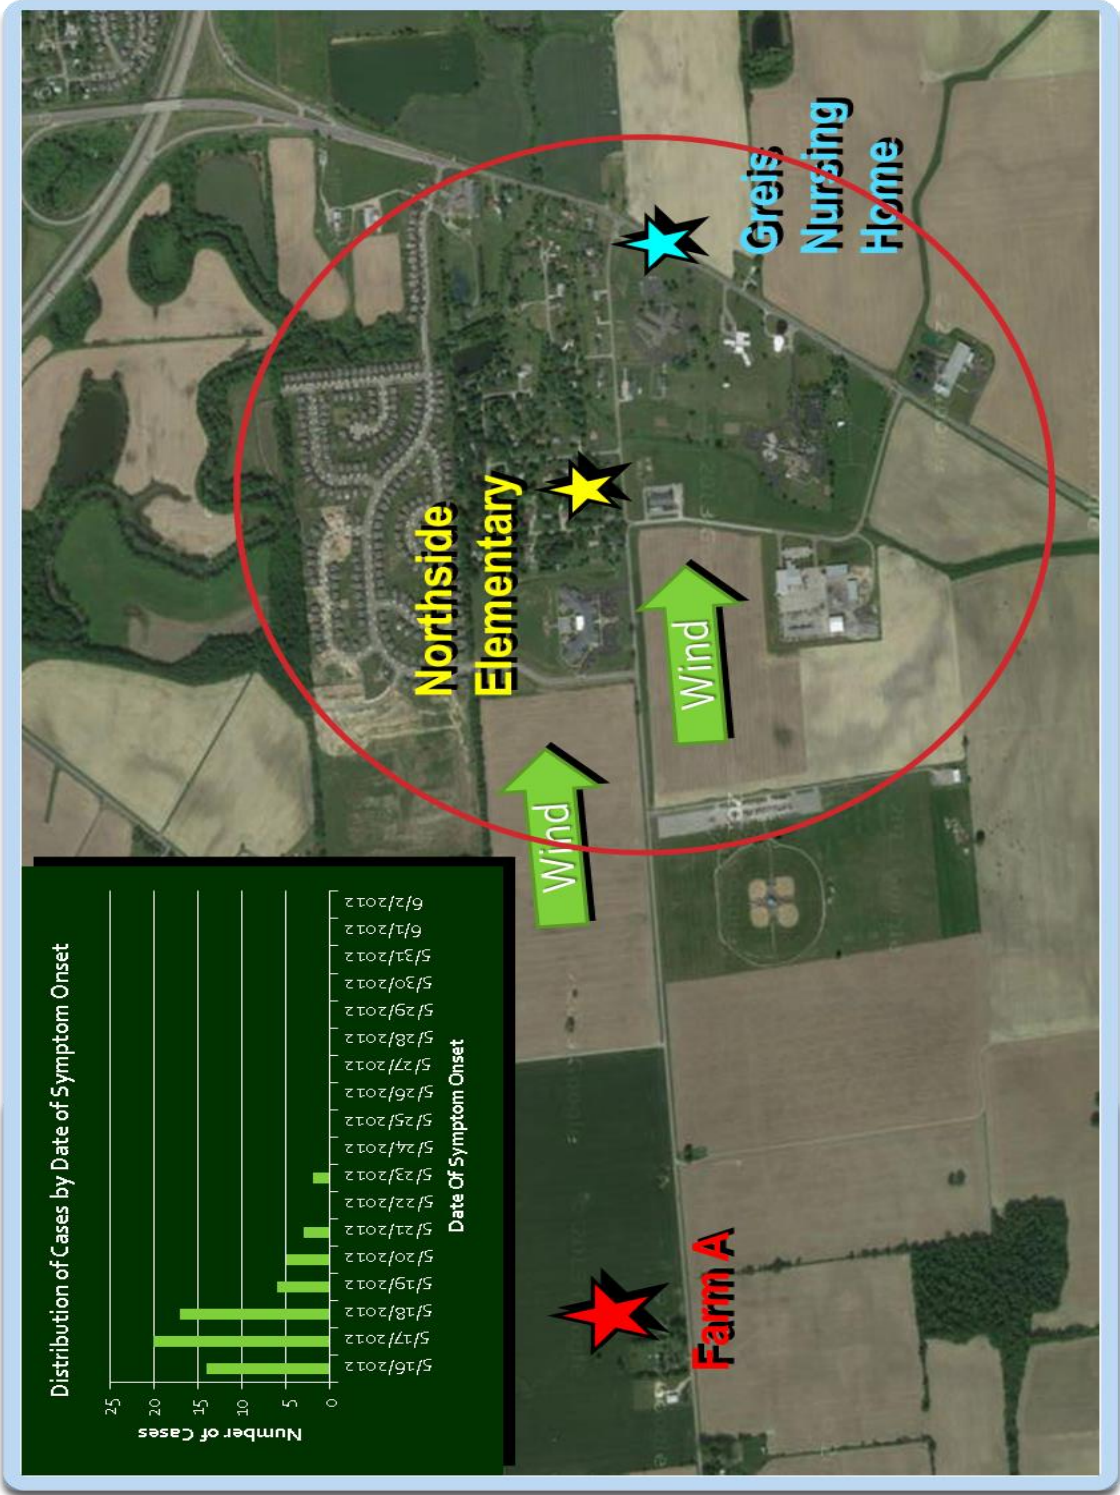 Distribution of Cases by Date of Symptom Onset
Number of Cases
25
20
15
10
5
0
5/16/2012
5/17/2012
5/18/2012
5/19/2012
5/20/2012
5/21/2012
5/22/2012
5/23/2012
5/24/2012
5/25/2012
5/26/2012
5/27/2012
5/28/2012
5/29/2012
5/30/2012
5/31/2012
6/1/2012
6/2/2012
Date Of Symptom Onset
Northside
Elementary
Wind
Wind
Greis
Nursing
Home
Farm A